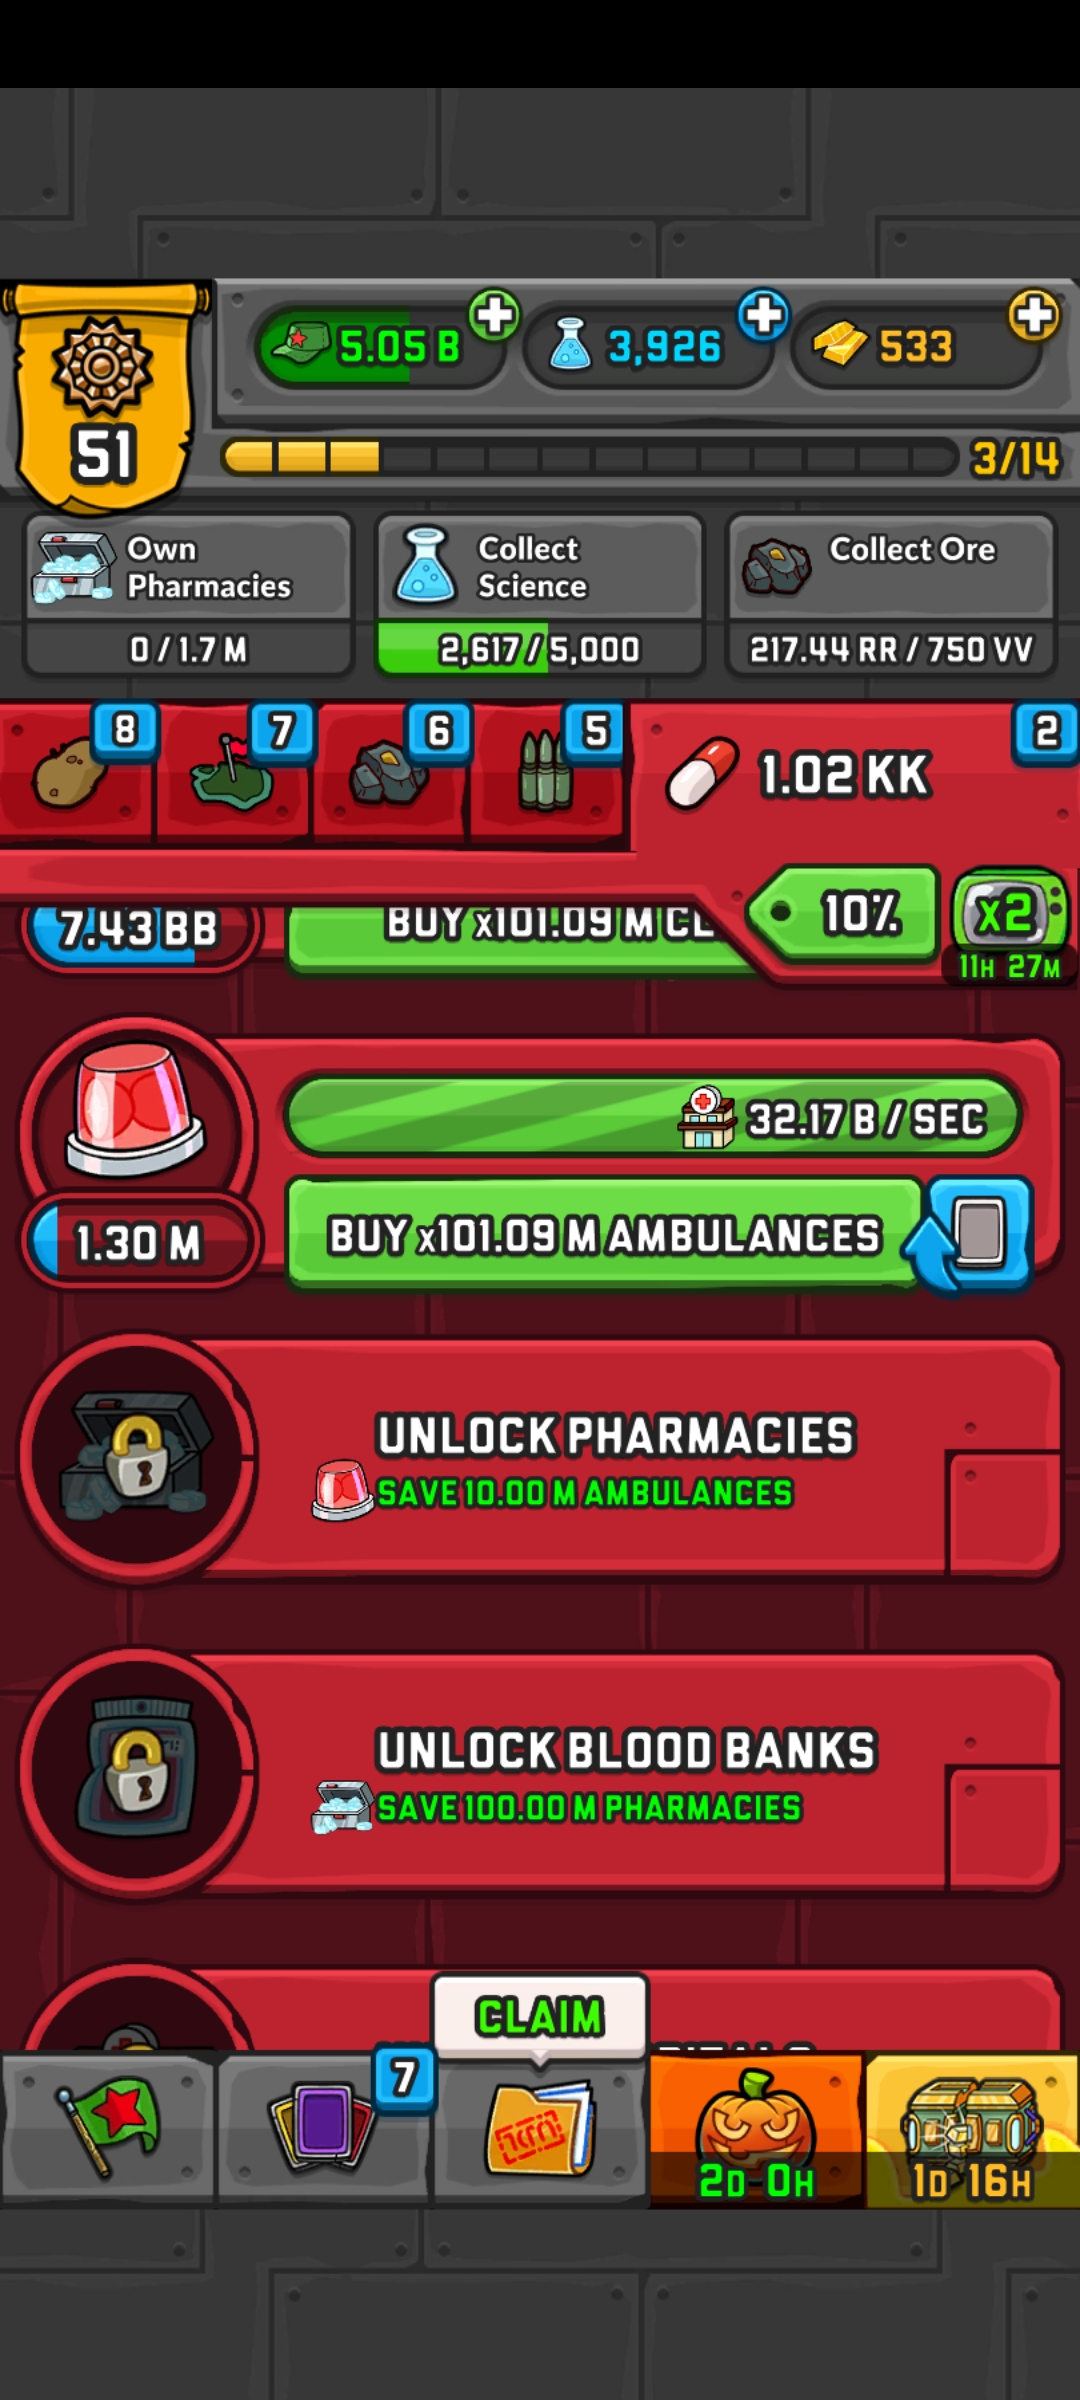 5.05 B
3,926
533
51
3/14
Own
Pharmacies
0 / 1.7 M
Collect
Science
2,617 / 5,000
Collect Ore
217.44 RR / 750 VV
8
7
6
5
2
1.02 KK
10%
x2
11H 27M
7.43 BB
BUY x101.09 M
32.17 B / SEC
1.30 M
BUY x101.09 M AMBULANCES
UNLOCK PHARMACIES
SAVE 10.00 M AMBULANCES
UNLOCK BLOOD BANKS
SAVE 100.00 M PHARMACIES
CLAIM
7
2D 0H
1D 16H